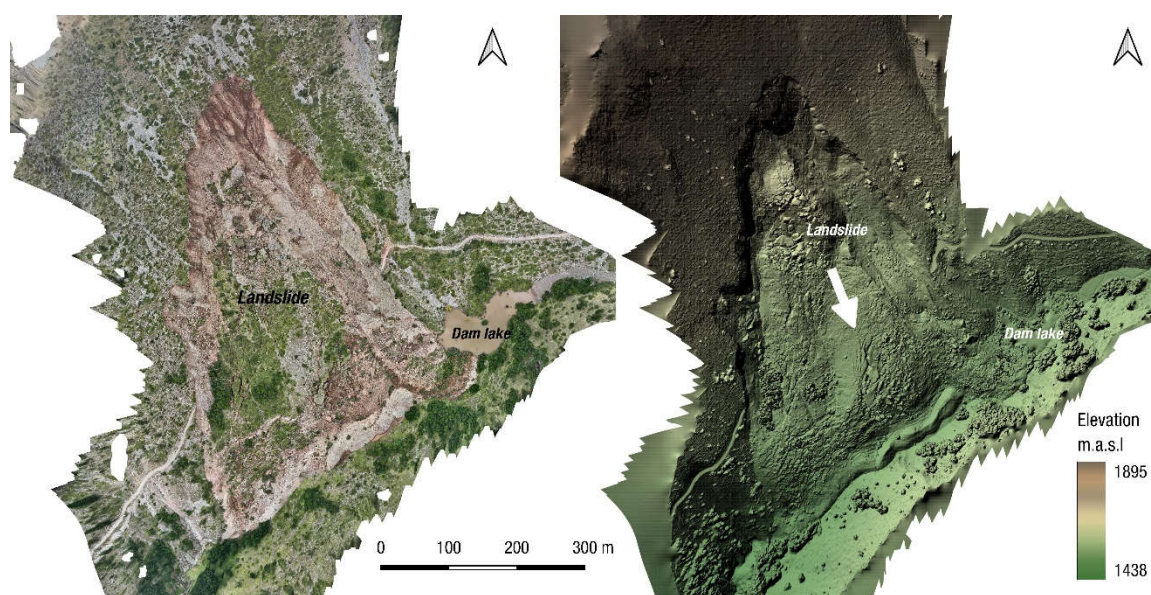 Landslide
Dam lake
0 100 200 300 m
Landslide
Dam lake
Elevation
m.a.s.l
1895
1438